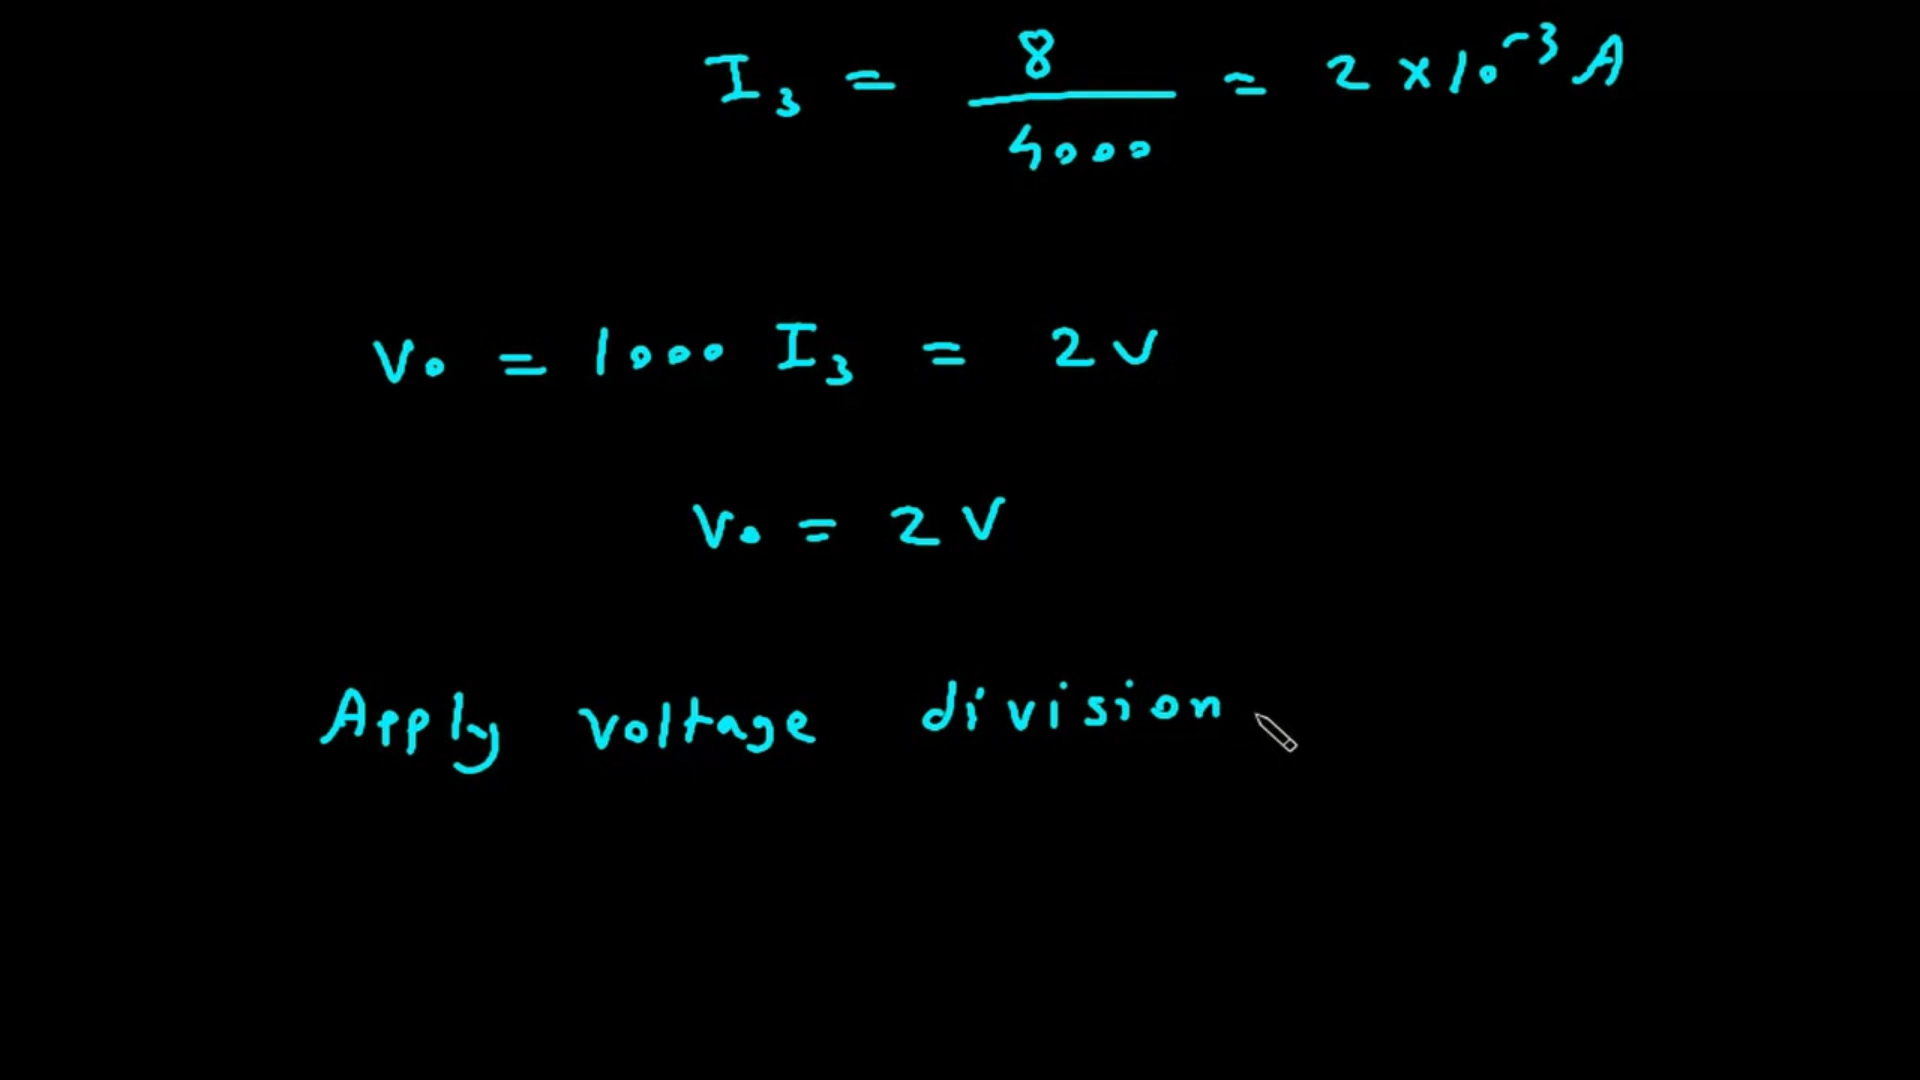 I₃ = 8/4000 = 2 × 10⁻³ A
V₀ = 1000 I₃ = 2V
V₀ = 2V
Apply voltage division